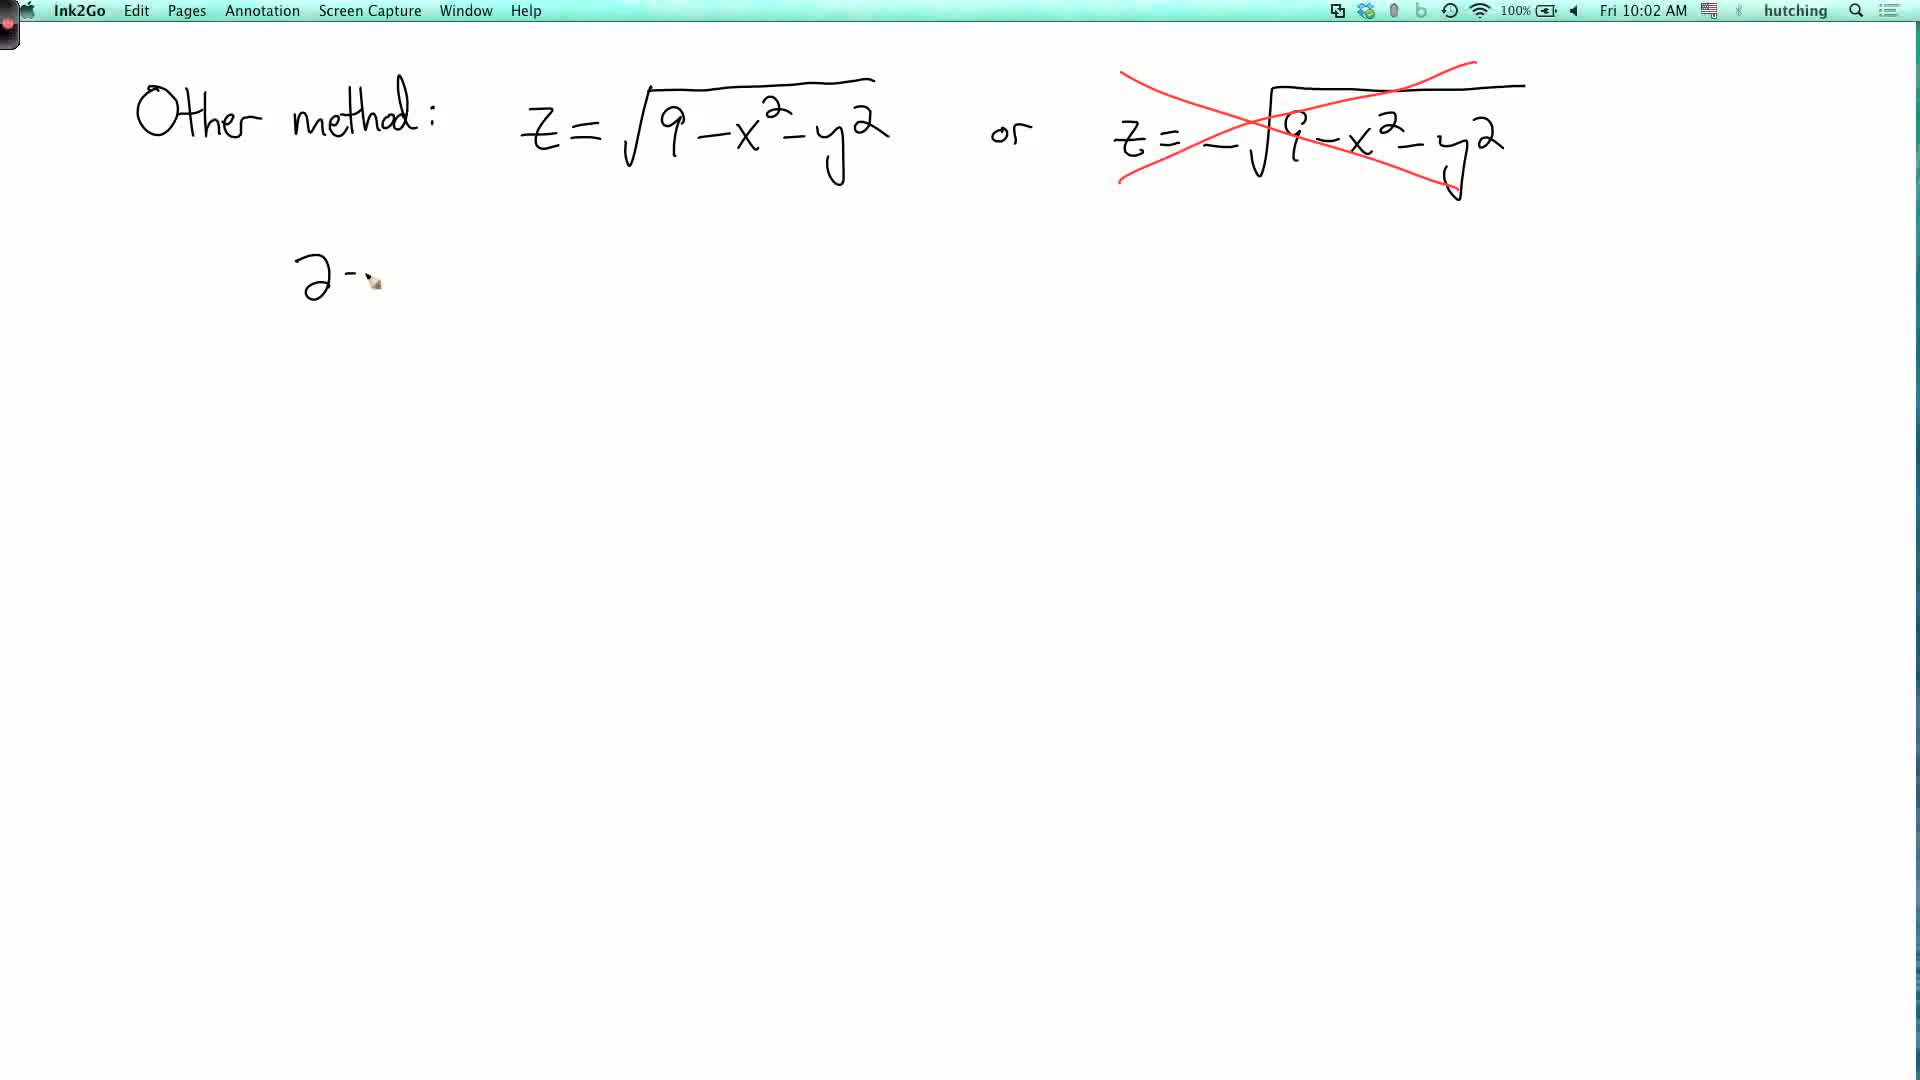 Ink2Go Edit Pages Annotation Screen Capture Window Help 100% Fri 10:02 AM hutching
Other method: z = √(9 - x² - y²) or z = -√(9 - x² - y²)
2 -